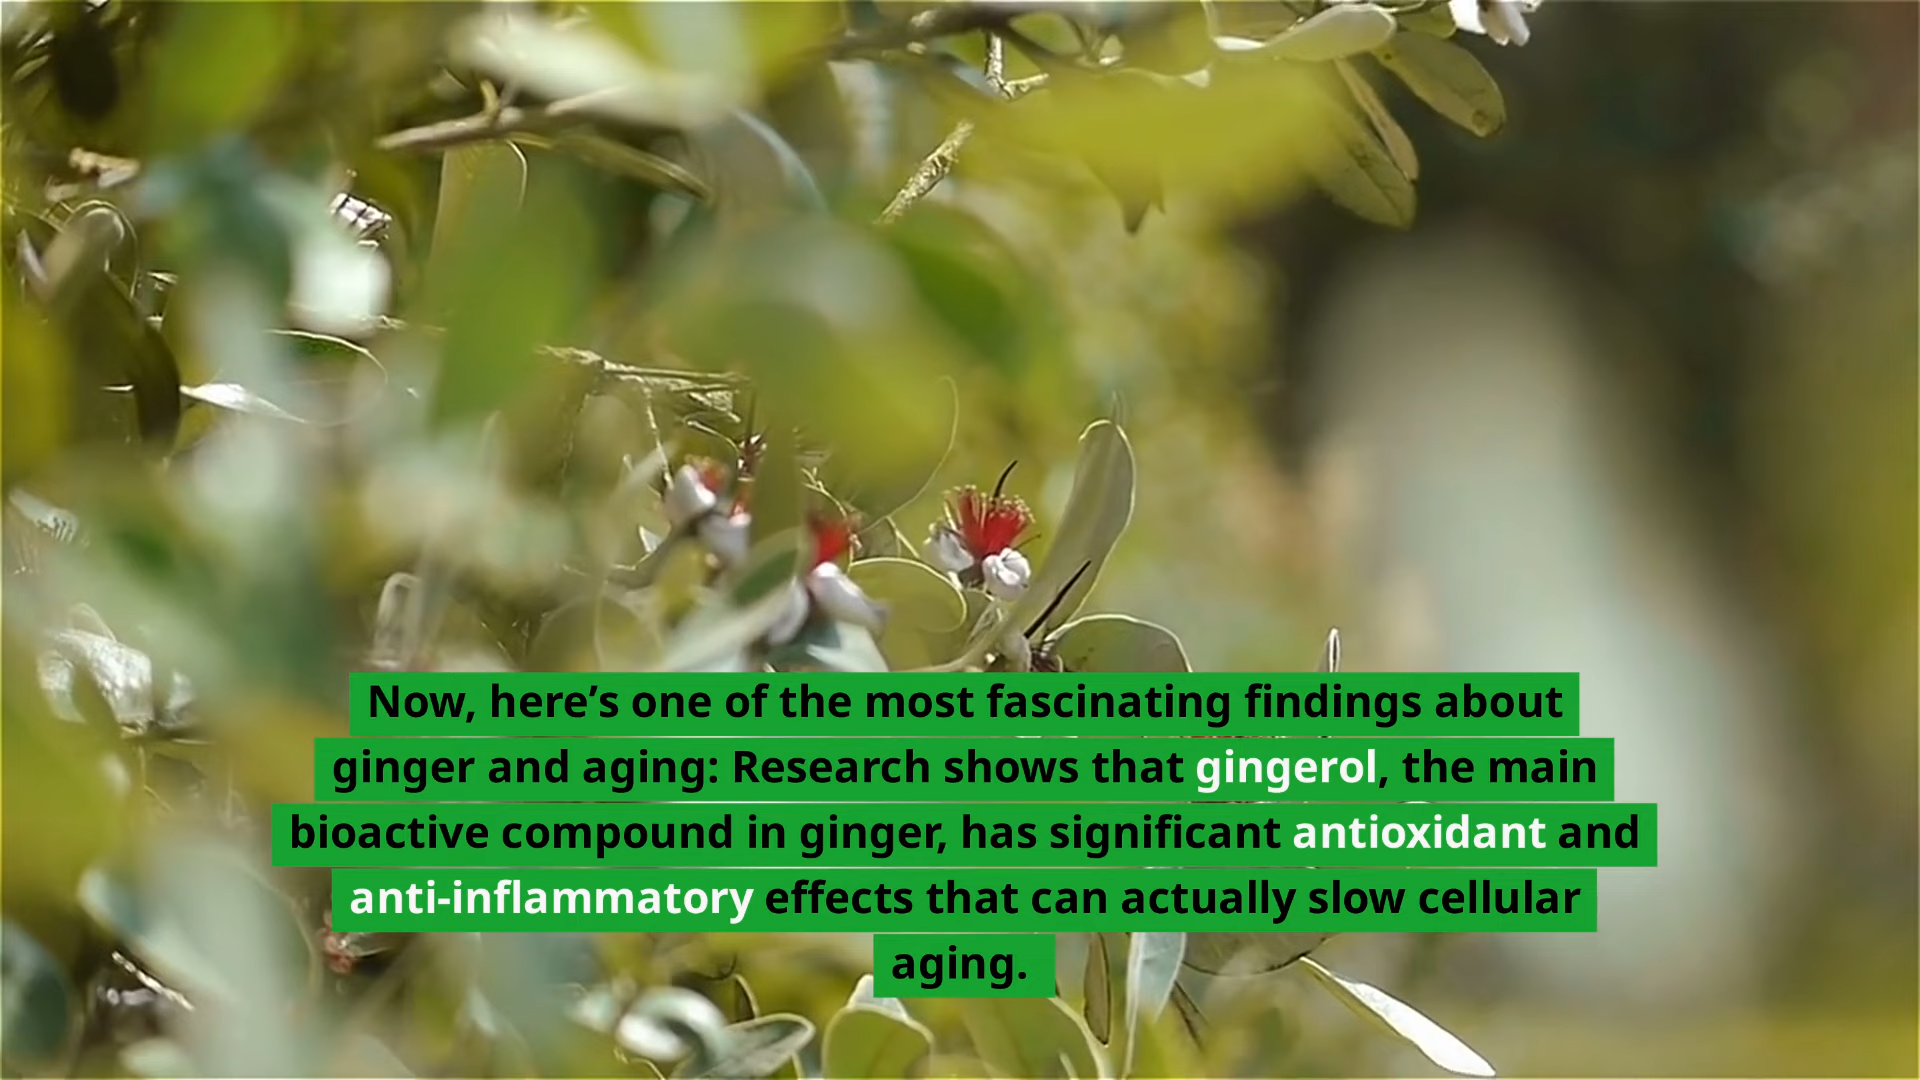 Now, here’s one of the most fascinating findings about
ginger and aging: Research shows that gingerol, the main
bioactive compound in ginger, has significant antioxidant and
anti-inflammatory effects that can actually slow cellular
aging.